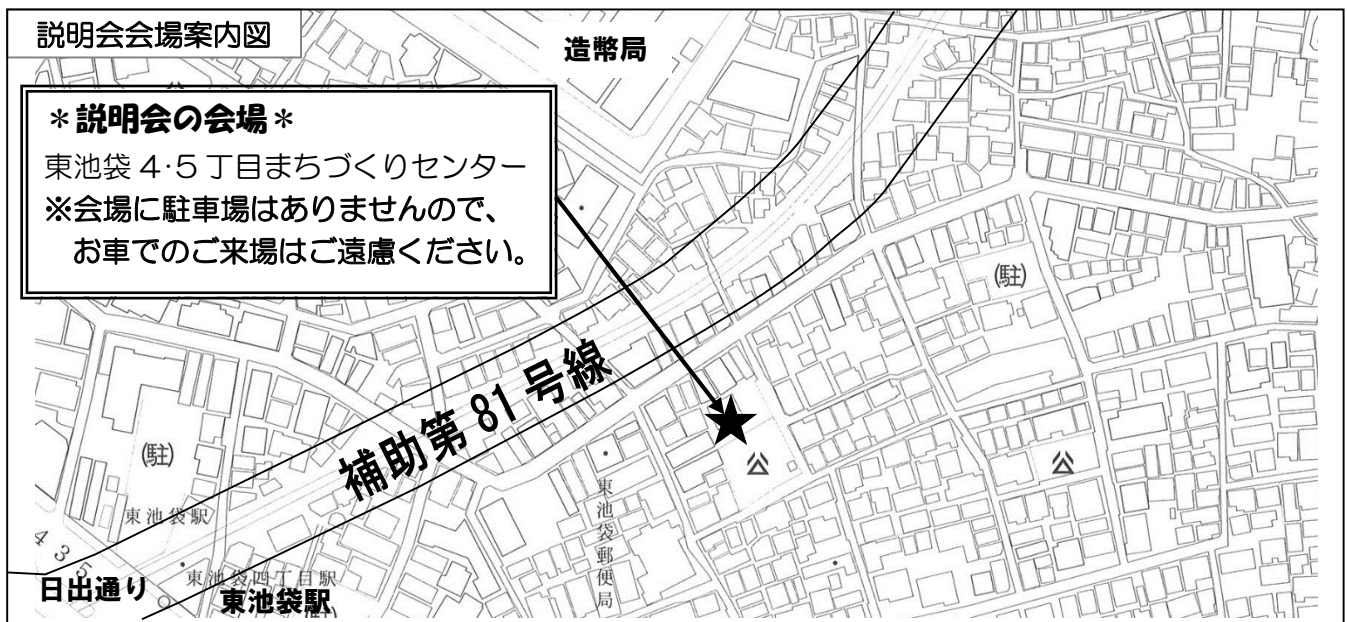 説明会会場案内図
造幣局
＊説明会の会場＊
東池袋４･５丁目まちづくりセンター
※会場に駐車場はありませんので、
お車でのご来場はご遠慮ください。
(駐)
補助第 81 号線
(駐)
公
公
東池袋郵便局
東池袋駅
435
日出通り
東池袋四丁目駅
東池袋駅
(駐)